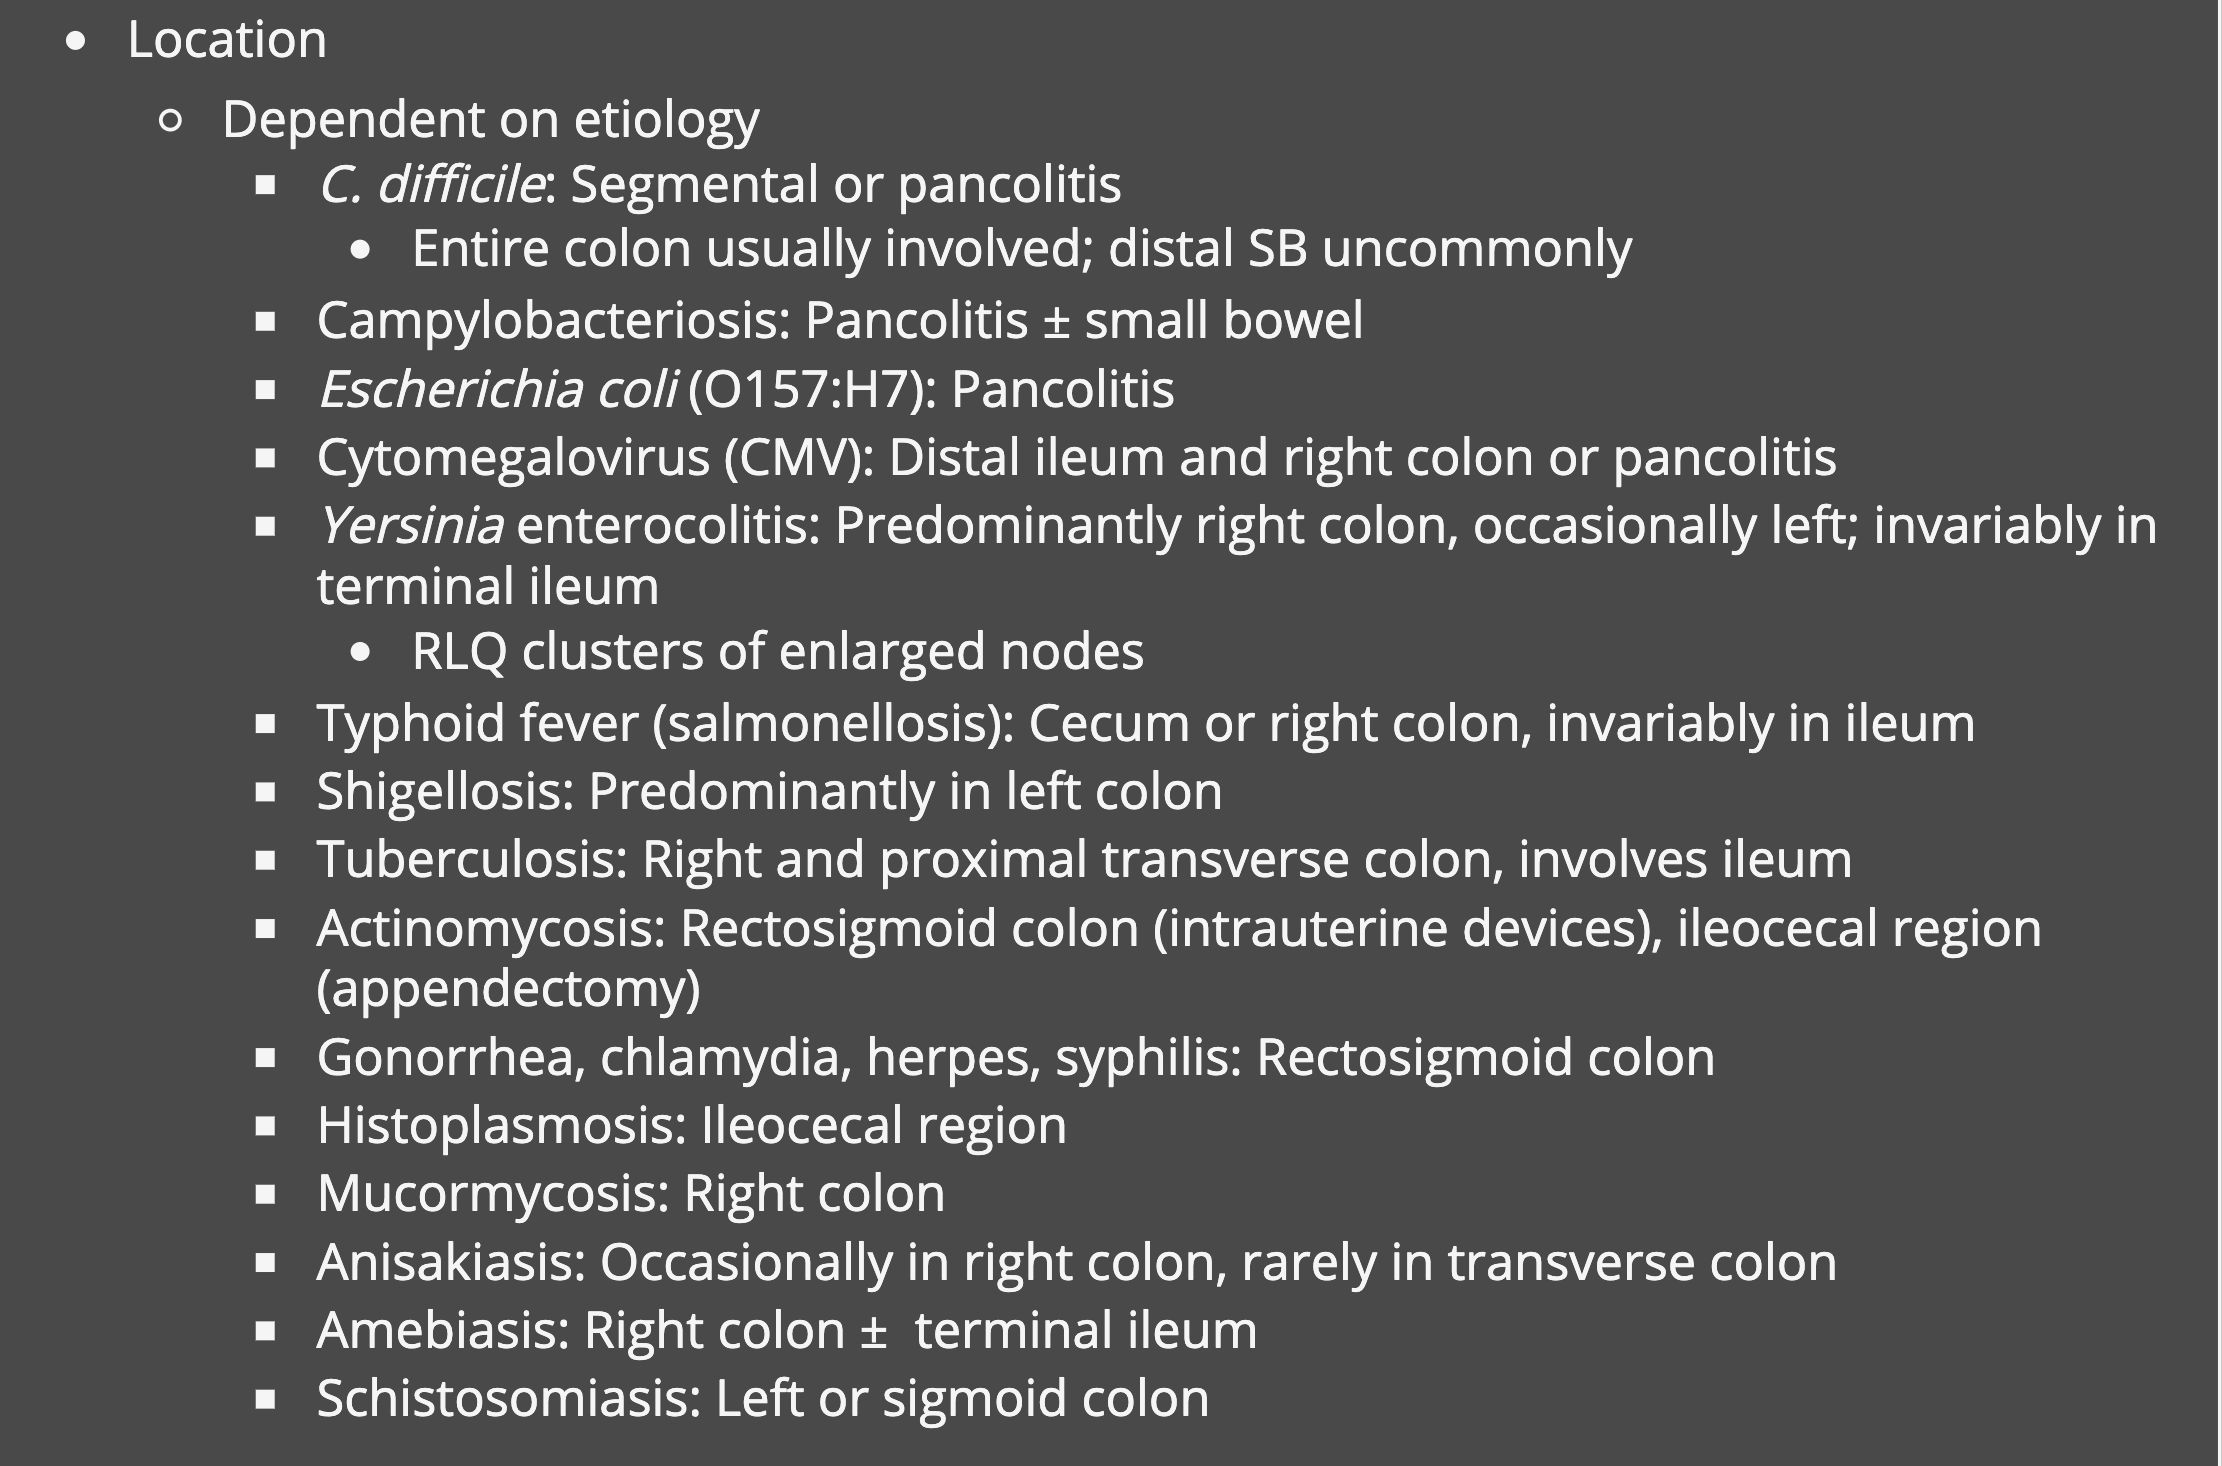 Location
Dependent on etiology
C. difficile: Segmental or pancolitis
Entire colon usually involved; distal SB uncommonly
Campylobacteriosis: Pancolitis ± small bowel
Escherichia coli (O157:H7): Pancolitis
Cytomegalovirus (CMV): Distal ileum and right colon or pancolitis
Yersinia enterocolitis: Predominantly right colon, occasionally left; invariably in
terminal ileum
RLQ clusters of enlarged nodes
Typhoid fever (salmonellosis): Cecum or right colon, invariably in ileum
Shigellosis: Predominantly in left colon
Tuberculosis: Right and proximal transverse colon, involves ileum
Actinomycosis: Rectosigmoid colon (intrauterine devices), ileocecal region
(appendectomy)
Gonorrhea, chlamydia, herpes, syphilis: Rectosigmoid colon
Histoplasmosis: Ileocecal region
Mucormycosis: Right colon
Anisakiasis: Occasionally in right colon, rarely in transverse colon
Amebiasis: Right colon ± terminal ileum
Schistosomiasis: Left or sigmoid colon